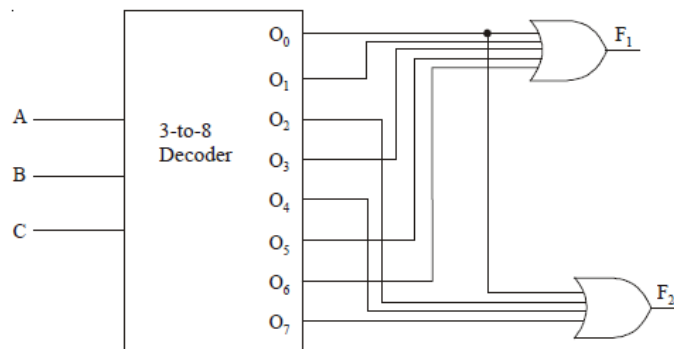 A
B
C
3-to-8
Decoder
O₀
O₁
O₂
O₃
O₄
O₅
O₆
O₇
F₁
F₂